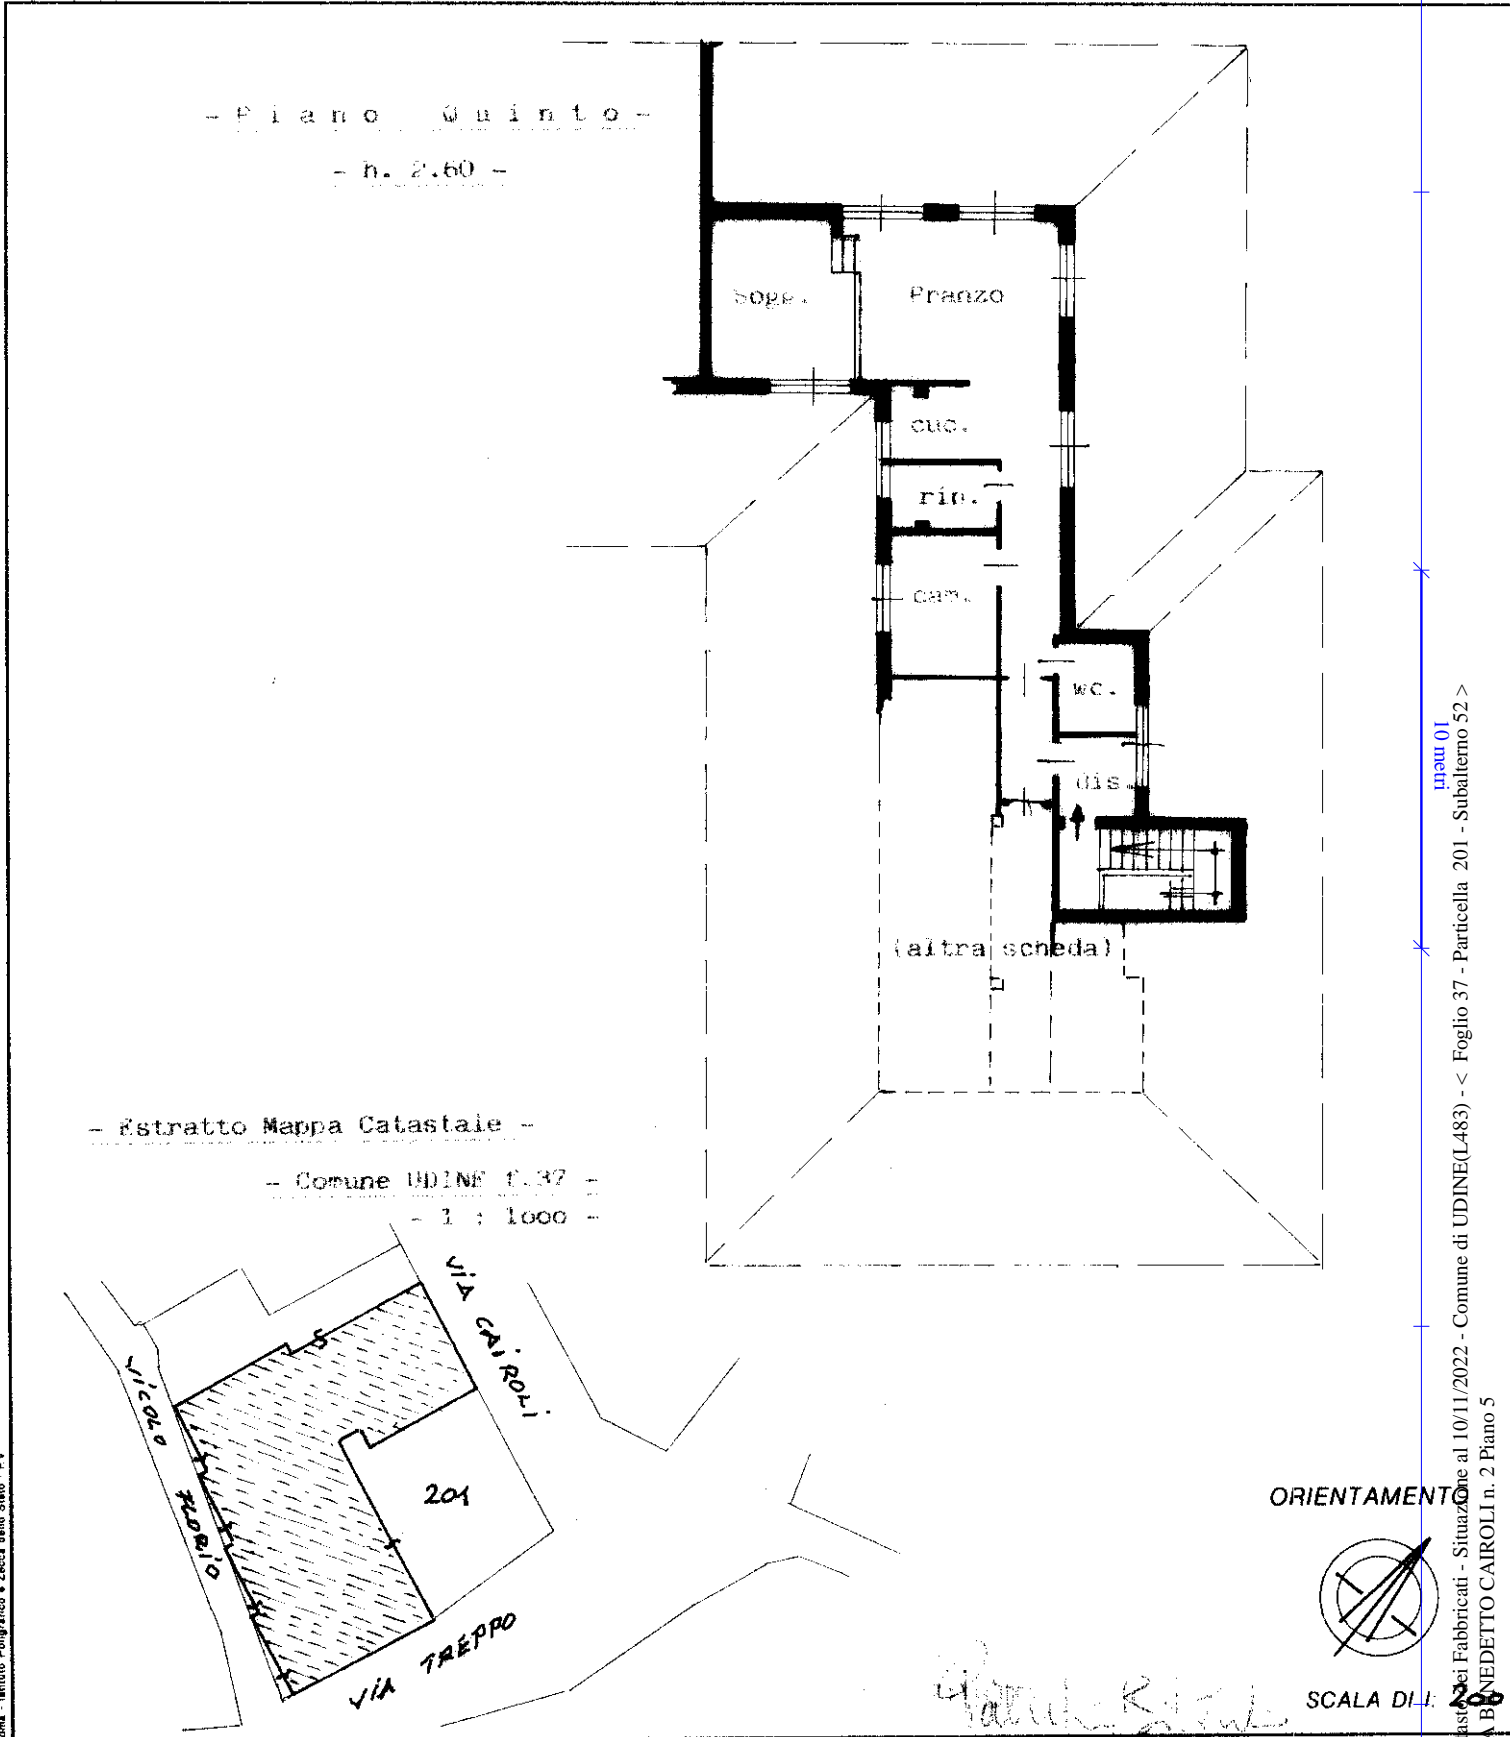 - Piano Quinto -
- h. 2.60 -
Sogg.
Pranzo
cuc.
rip.
cam.
wc.
dis.
(altra scheda)
- Estratto Mappa Catastale -
- Comune UDINE f.37 -
- 1 : 1000 -
VIA CAIROLI
VICOLO FLORIO
201
VIA TREPPO
ORIENTAMENTO
SCALA DI 1: 200
10 metri
dei Fabbricati - Situazione al 10/11/2022 - Comune di UDINE(L483) - < Foglio 37 - Particella 201 - Subalterno 52 >
A BENEDETTO CAIROLI n. 2 Piano 5